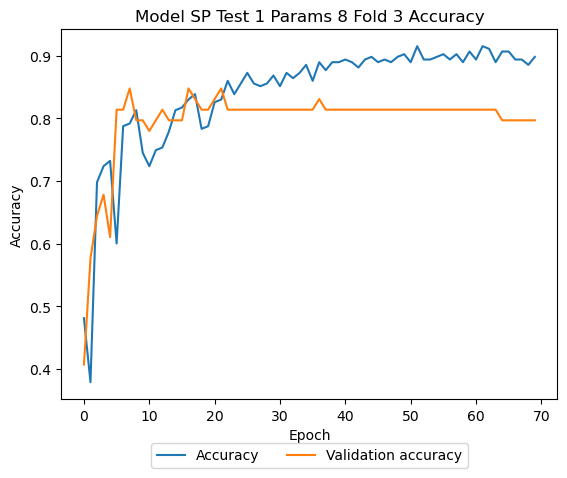 Model SP Test 1 Params 8 Fold 3 Accuracy
0.9
0.8
0.7
0.6
0.5
0.4
Accuracy
0 10 20 30 40 50 60 70
Epoch
Accuracy Validation accuracy